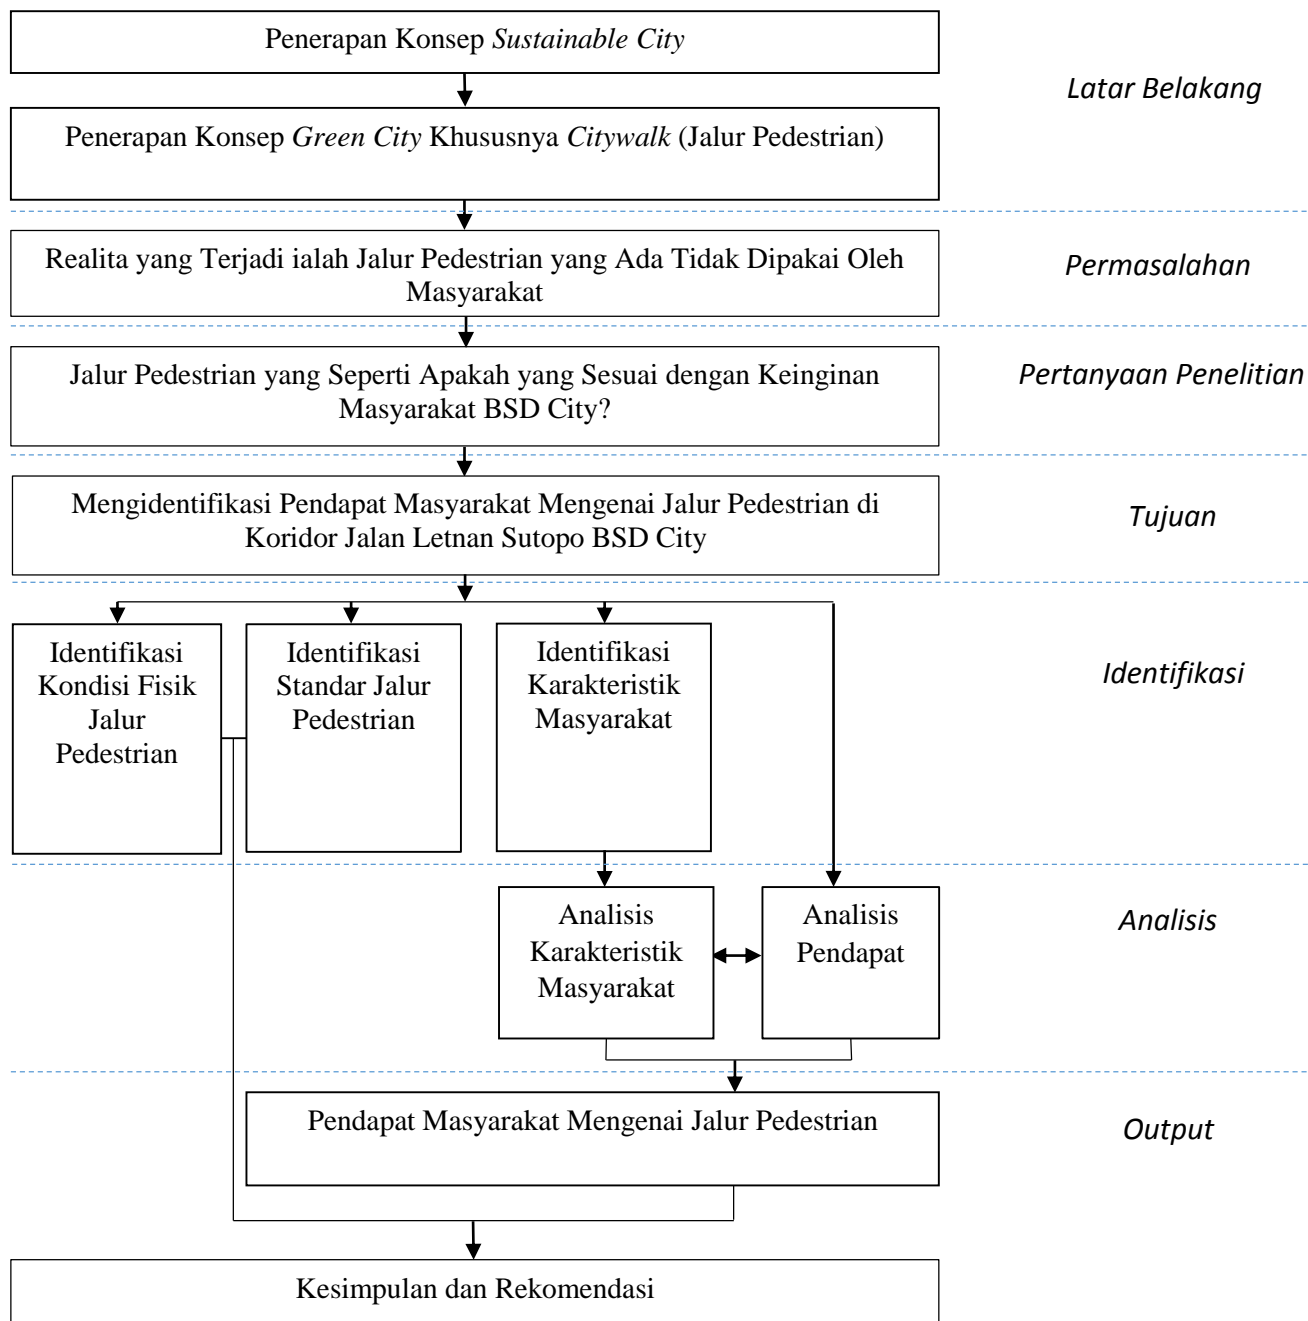 Penerapan Konsep Sustainable City
Latar Belakang
Penerapan Konsep Green City Khususnya Citywalk (Jalur Pedestrian)
Realita yang Terjadi ialah Jalur Pedestrian yang Ada Tidak Dipakai Oleh
Masyarakat
Permasalahan
Jalur Pedestrian yang Seperti Apakah yang Sesuai dengan Keinginan
Masyarakat BSD City?
Pertanyaan Penelitian
Mengidentifikasi Pendapat Masyarakat Mengenai Jalur Pedestrian di
Koridor Jalan Letnan Sutopo BSD City
Tujuan
Identifikasi
Kondisi Fisik
Jalur
Pedestrian
Identifikasi
Standar Jalur
Pedestrian
Identifikasi
Karakteristik
Masyarakat
Identifikasi
Analisis
Karakteristik
Masyarakat
Analisis
Pendapat
Analisis
Pendapat Masyarakat Mengenai Jalur Pedestrian
Output
Kesimpulan dan Rekomendasi